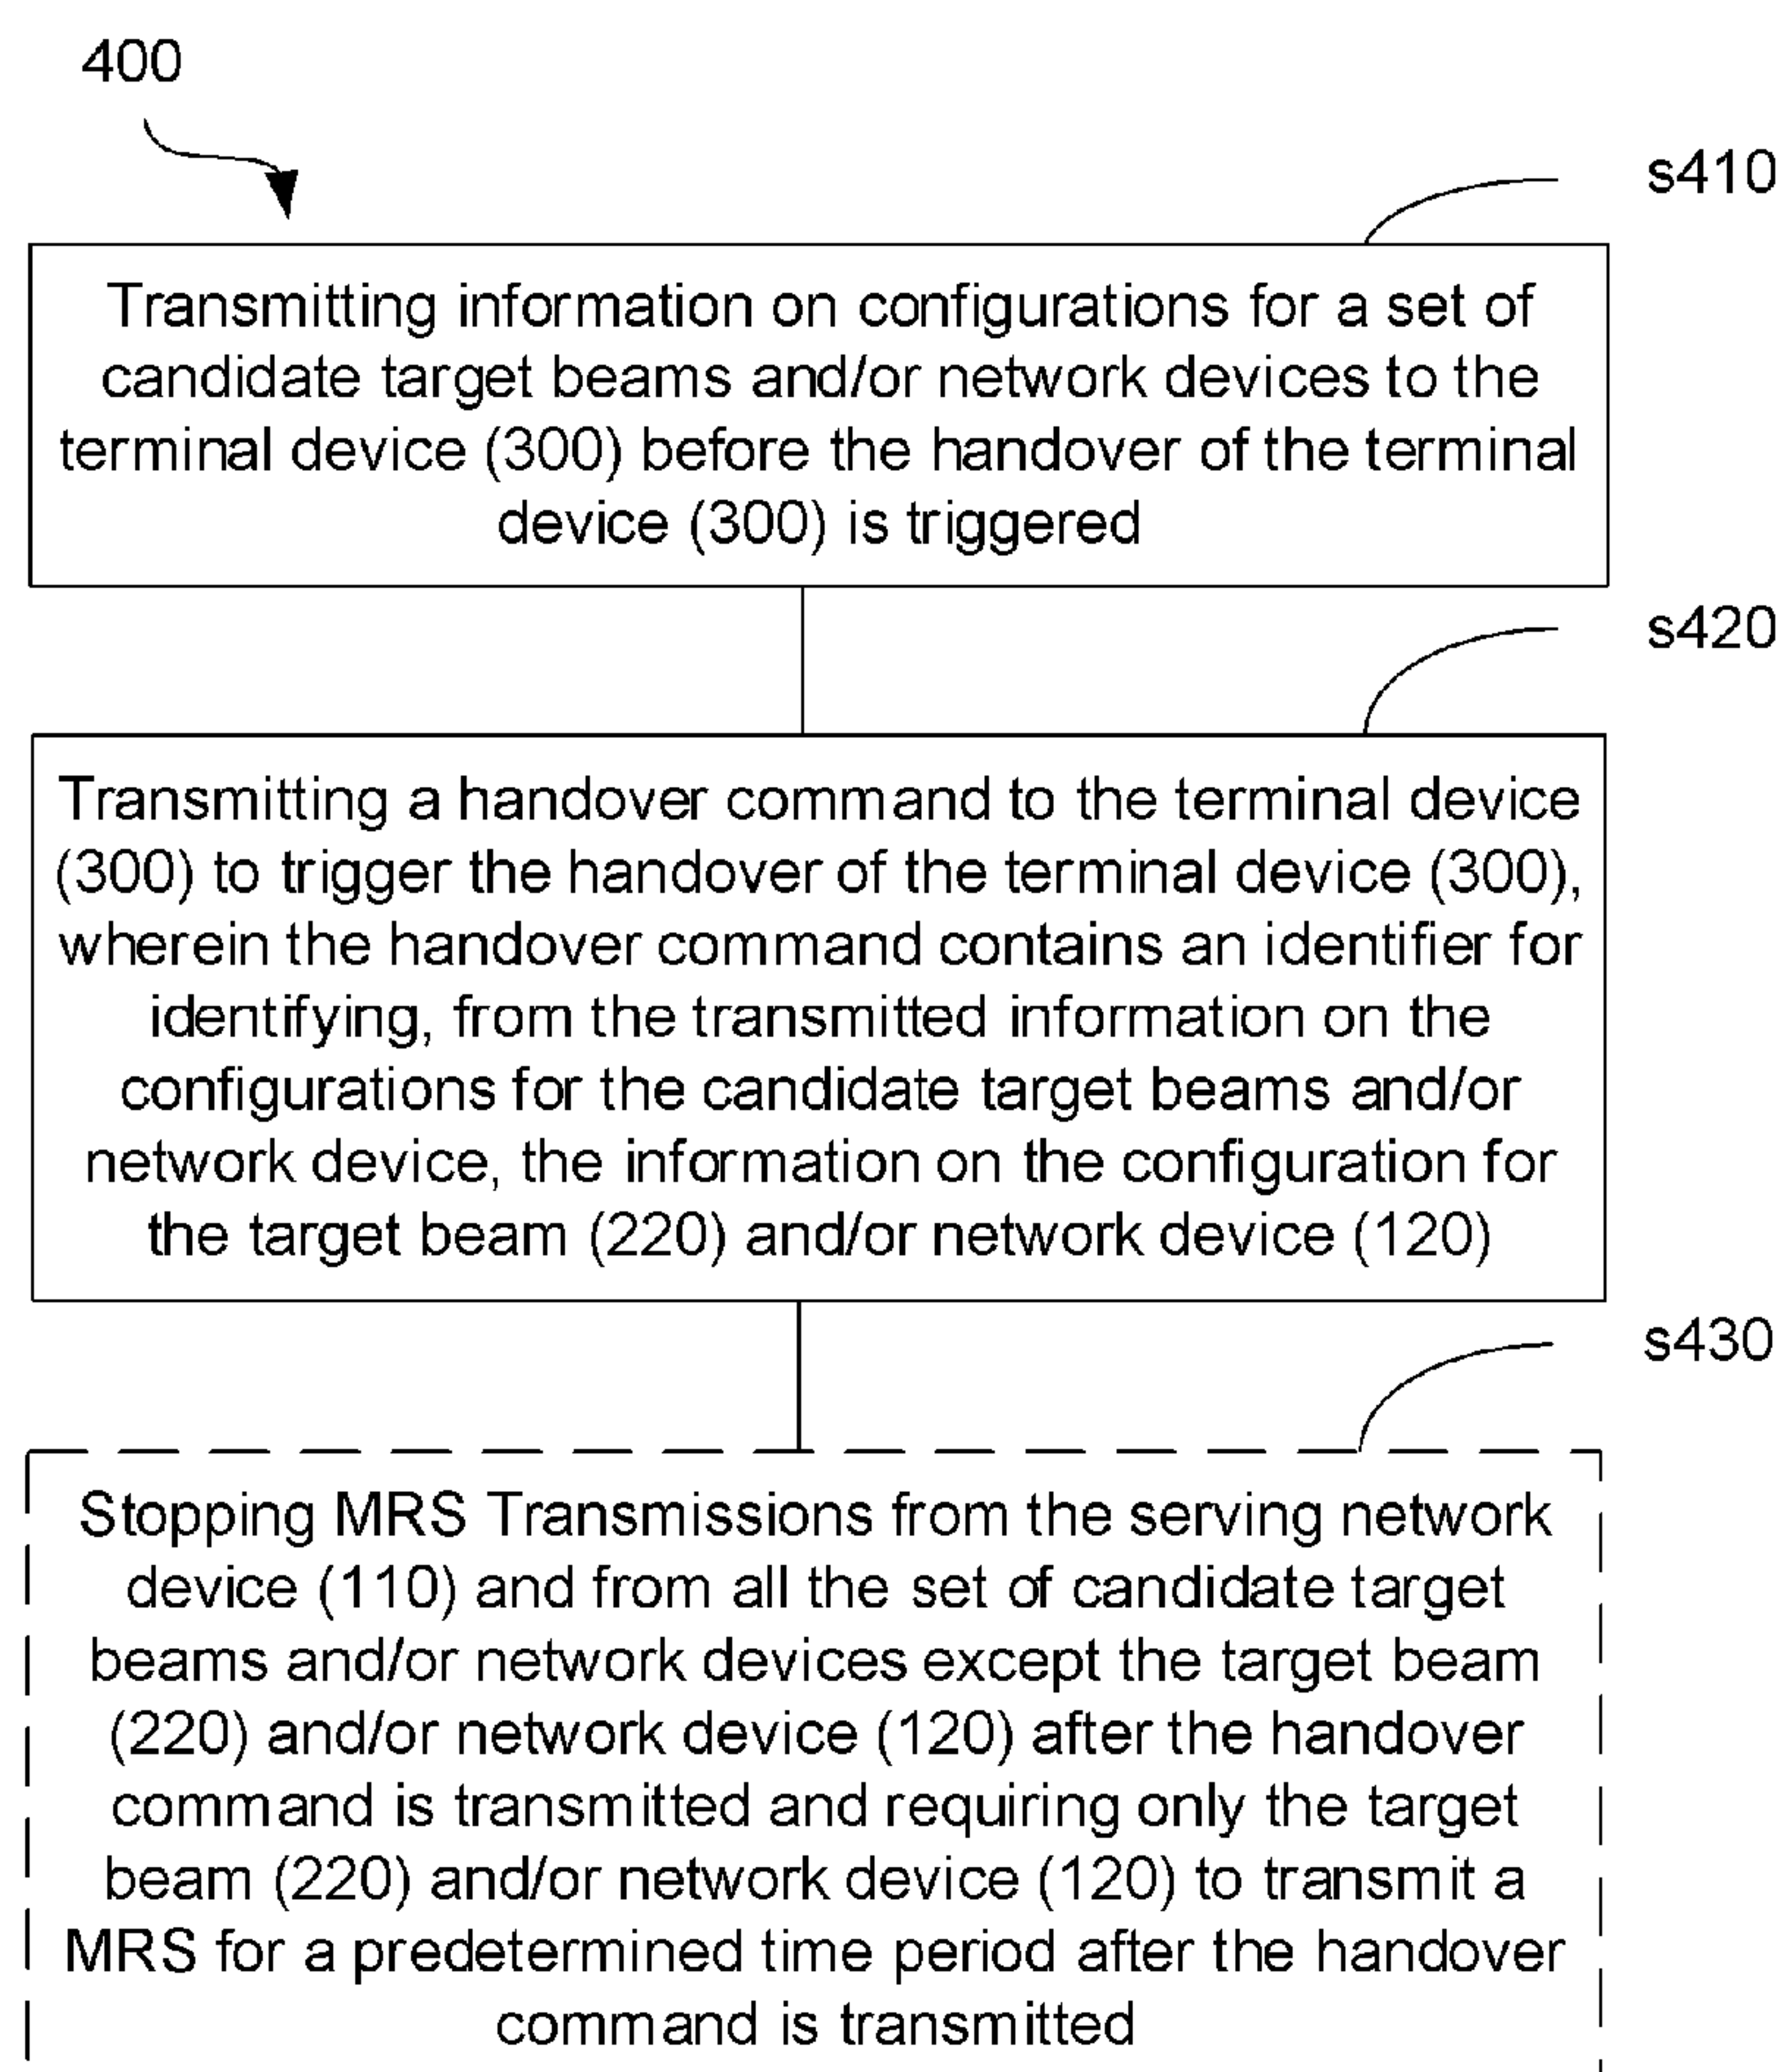 400
s410
Transmitting information on configurations for a set of
candidate target beams and/or network devices to the
terminal device (300) before the handover of the terminal
device (300) is triggered
s420
Transmitting a handover command to the terminal device
(300) to trigger the handover of the terminal device (300),
wherein the handover command contains an identifier for
identifying, from the transmitted information on the
configurations for the candidate target beams and/or
network device, the information on the configuration for
the target beam (220) and/or network device (120)
s430
Stopping MRS Transmissions from the serving network
device (110) and from all the set of candidate target
beams and/or network devices except the target beam
(220) and/or network device (120) after the handover
command is transmitted and requiring only the target
beam (220) and/or network device (120) to transmit a
MRS for a predetermined time period after the handover
command is transmitted